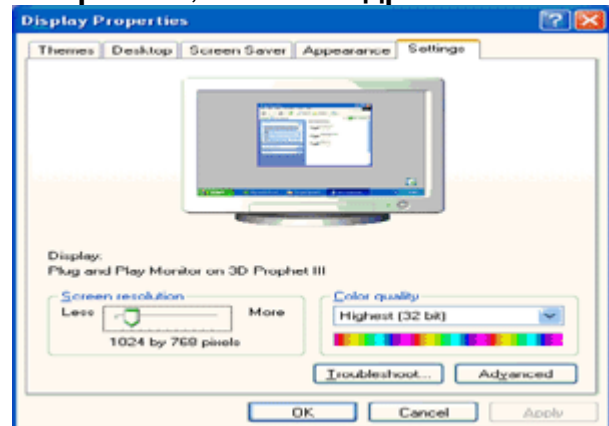 Display Properties
Themes Desktop Screen Saver Appearance Settings
Display:
Plug and Play Monitor on 3D Prophet III
Screen resolution
Less More
1024 by 768 pixels
Color quality
Highest (32 bit)
Troubleshoot... Advanced
OK Cancel Apply